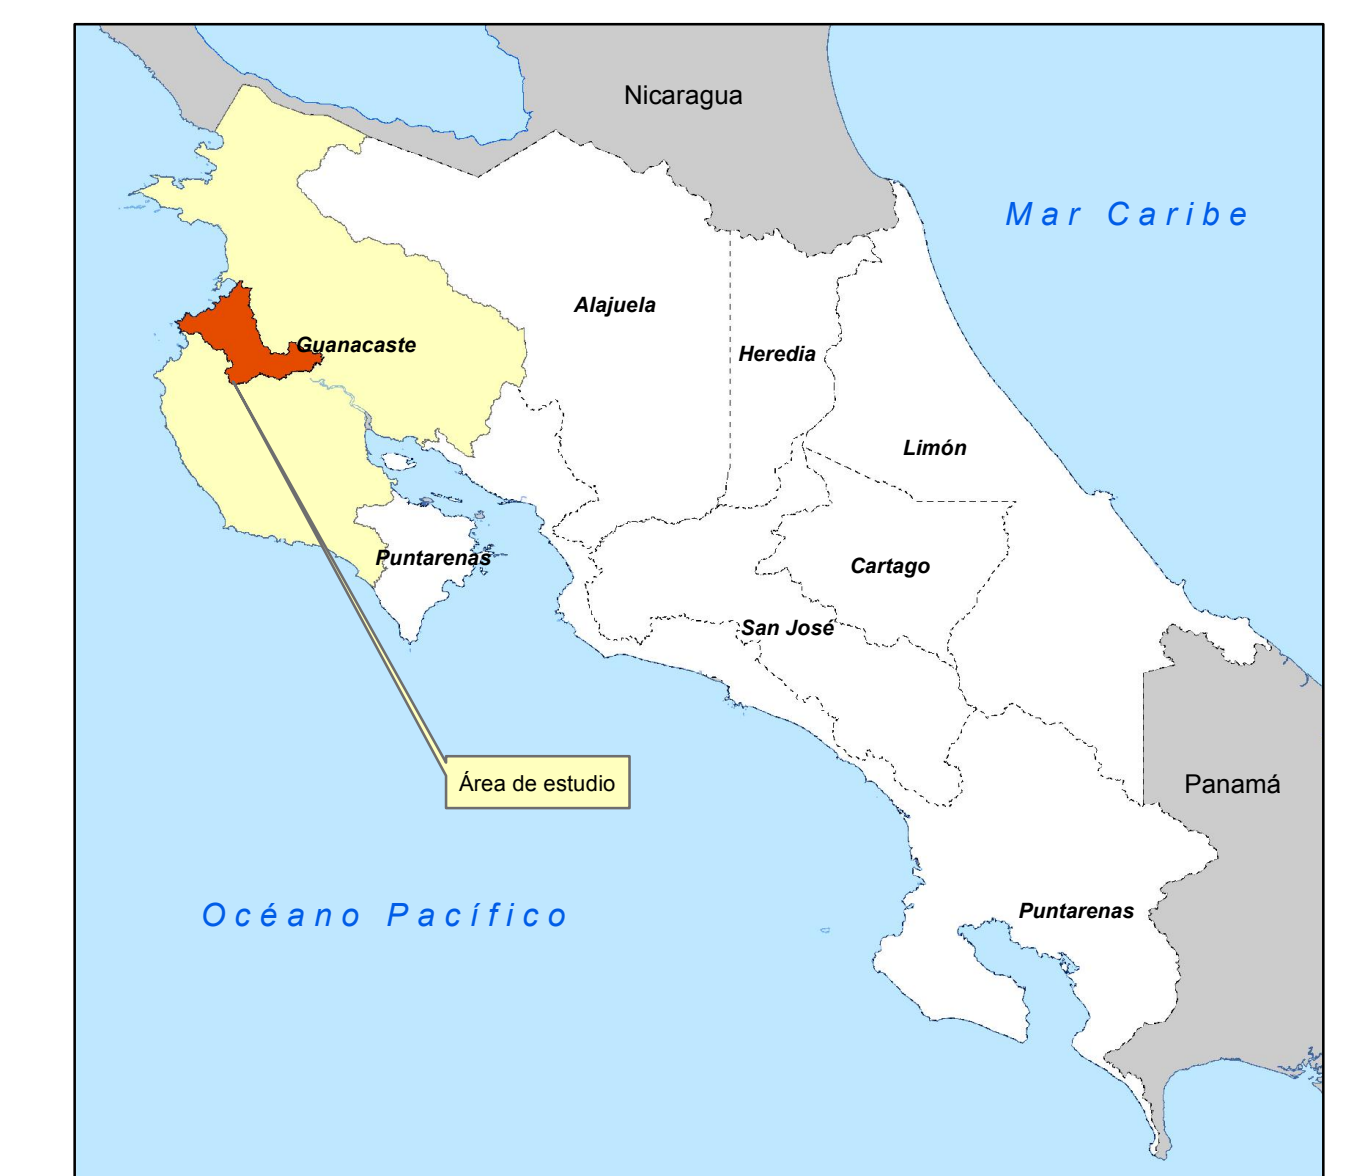 Nicaragua
Mar Caribe
Alajuela
Guanacaste
Heredia
Limón
Puntarenas
Cartago
San José
Área de estudio
Panamá
Océano Pacífico
Puntarenas